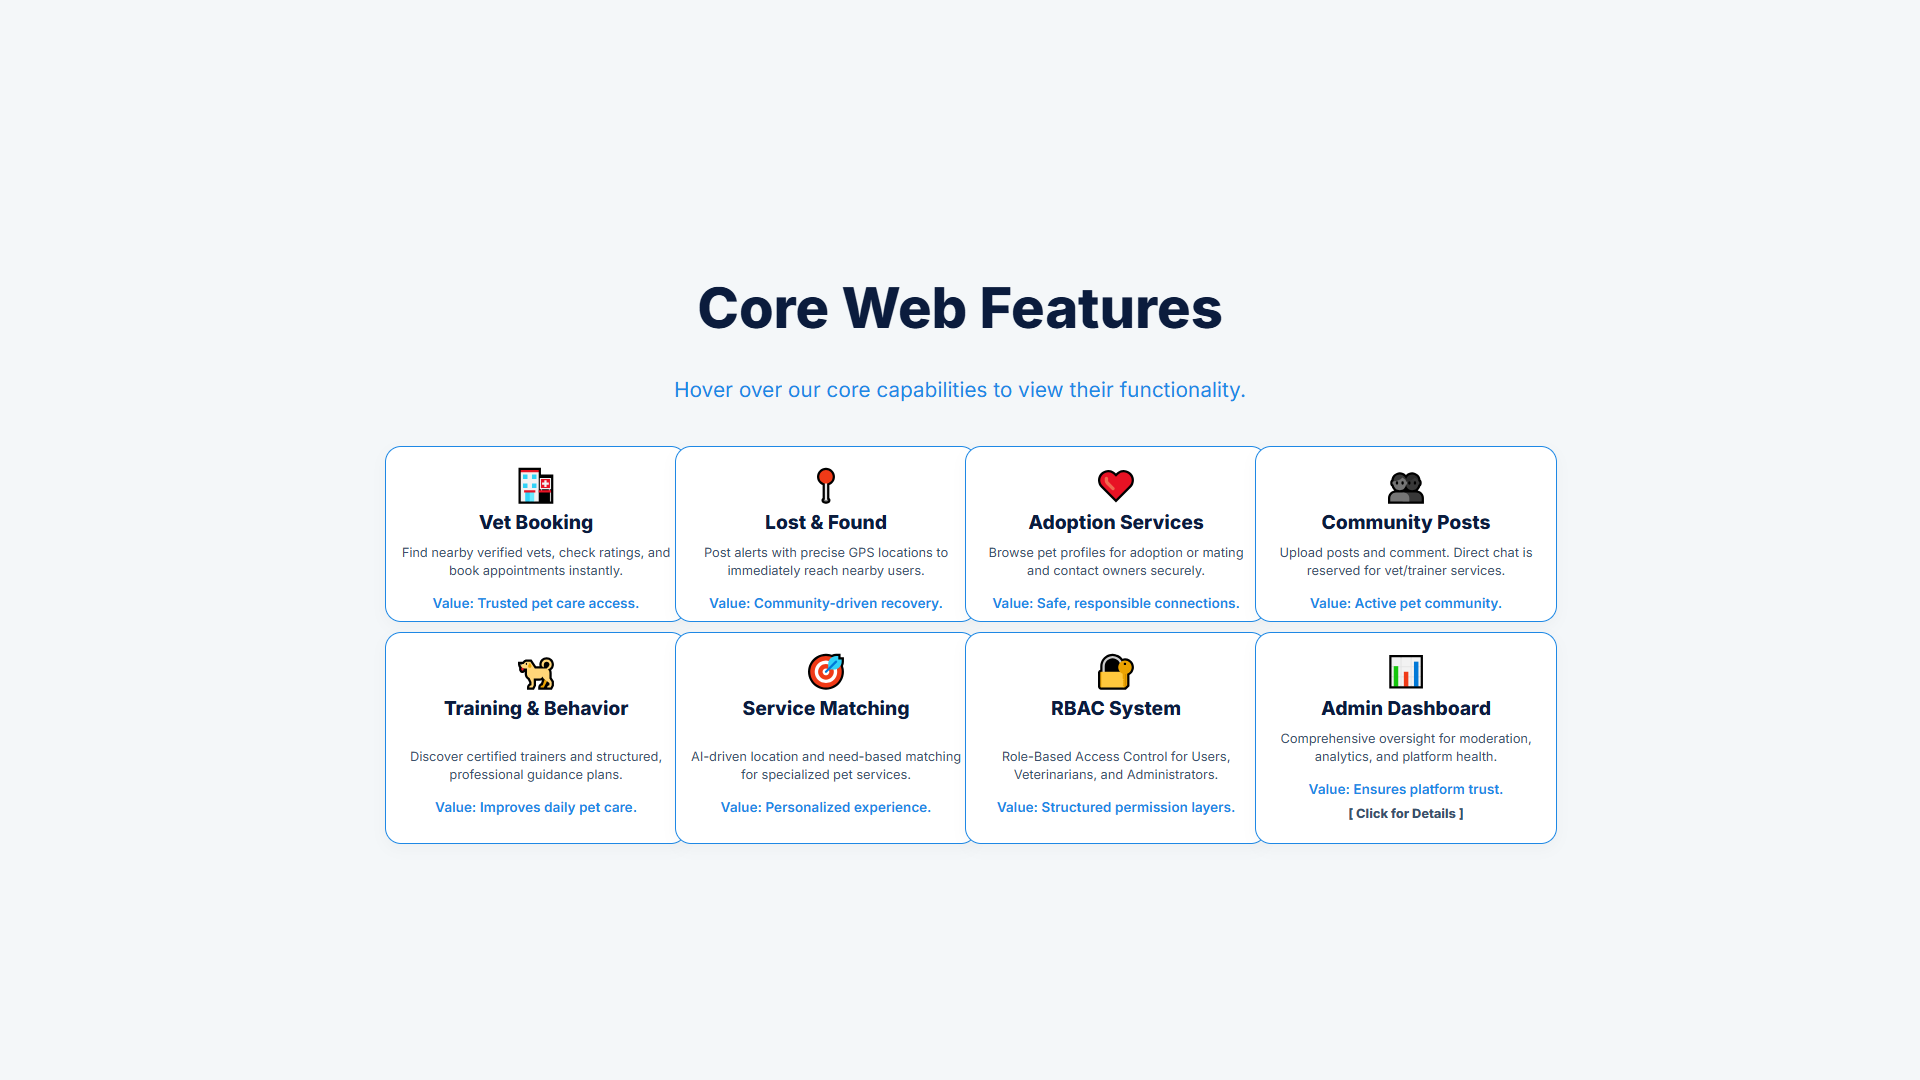 Core Web Features
Hover over our core capabilities to view their functionality.
Vet Booking
Find nearby verified vets, check ratings, and
book appointments instantly.
Value: Trusted pet care access.
Lost & Found
Post alerts with precise GPS locations to
immediately reach nearby users.
Value: Community-driven recovery.
Adoption Services
Browse pet profiles for adoption or mating
and contact owners securely.
Value: Safe, responsible connections.
Community Posts
Upload posts and comment. Direct chat is
reserved for vet/trainer services.
Value: Active pet community.
Training & Behavior
Discover certified trainers and structured,
professional guidance plans.
Value: Improves daily pet care.
Service Matching
AI-driven location and need-based matching
for specialized pet services.
Value: Personalized experience.
RBAC System
Role-Based Access Control for Users,
Veterinarians, and Administrators.
Value: Structured permission layers.
Admin Dashboard
Comprehensive oversight for moderation,
analytics, and platform health.
Value: Ensures platform trust.
[ Click for Details ]